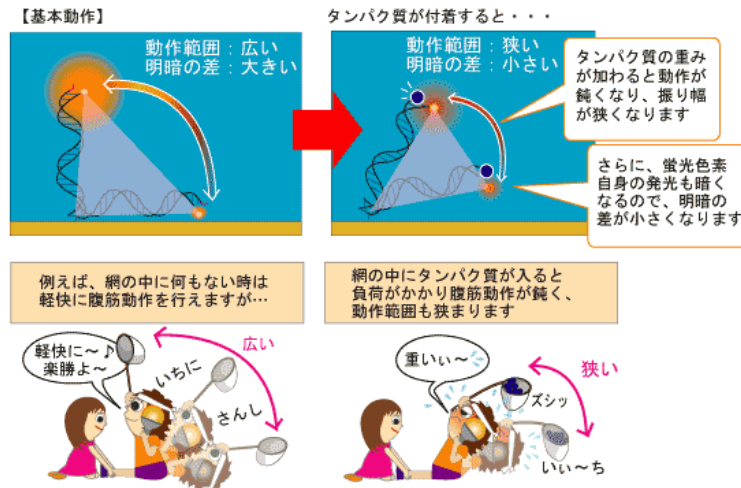 【基本動作】
動作範囲：広い
明暗の差：大きい
タンパク質が付着すると・・・
動作範囲：狭い
明暗の差：小さい
タンパク質の重み
が加わると動作が
鈍くなり、振り幅
が狭くなります
さらに、蛍光色素
自身の発光も暗く
なるので、明暗の
差が小さくなります
例えば、網の中に何もない時は
軽快に腹筋動作を行えますが…
軽快に～♪
楽勝よ～
いちに
さんし
広い
網の中にタンパク質が入ると
負荷がかかり腹筋動作が鈍く、
動作範囲も狭まります
重いぃ～
ズシッ
狭い
いぃ～ち